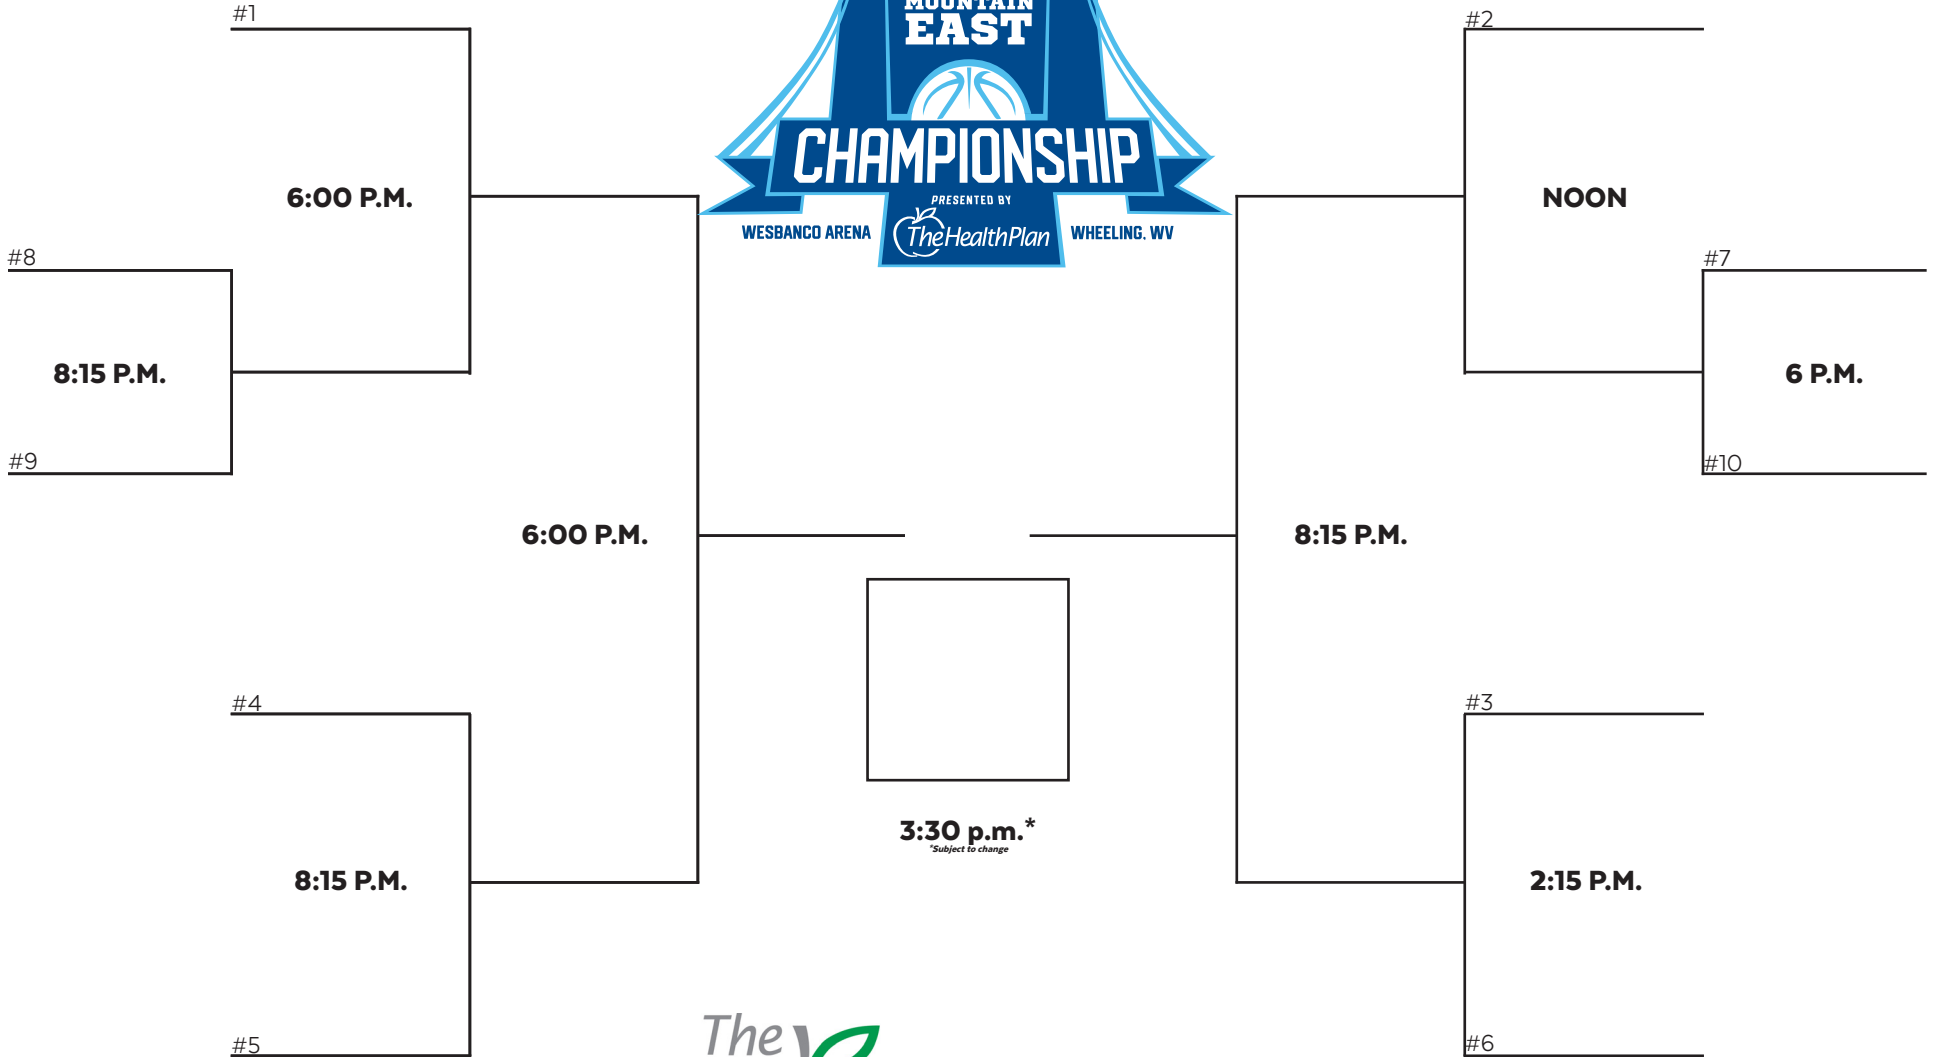 #1
MOUNTAIN
EAST
CHAMPIONSHIP
PRESENTED BY
TheHealthPlan
WESBANCO ARENA
WHEELING, WV
#2
6:00 P.M.
NOON
#8
#7
8:15 P.M.
6 P.M.
#9
#10
6:00 P.M.
8:15 P.M.
#4
#3
3:30 p.m.*
*Subject to change
8:15 P.M.
2:15 P.M.
#5
The
#6